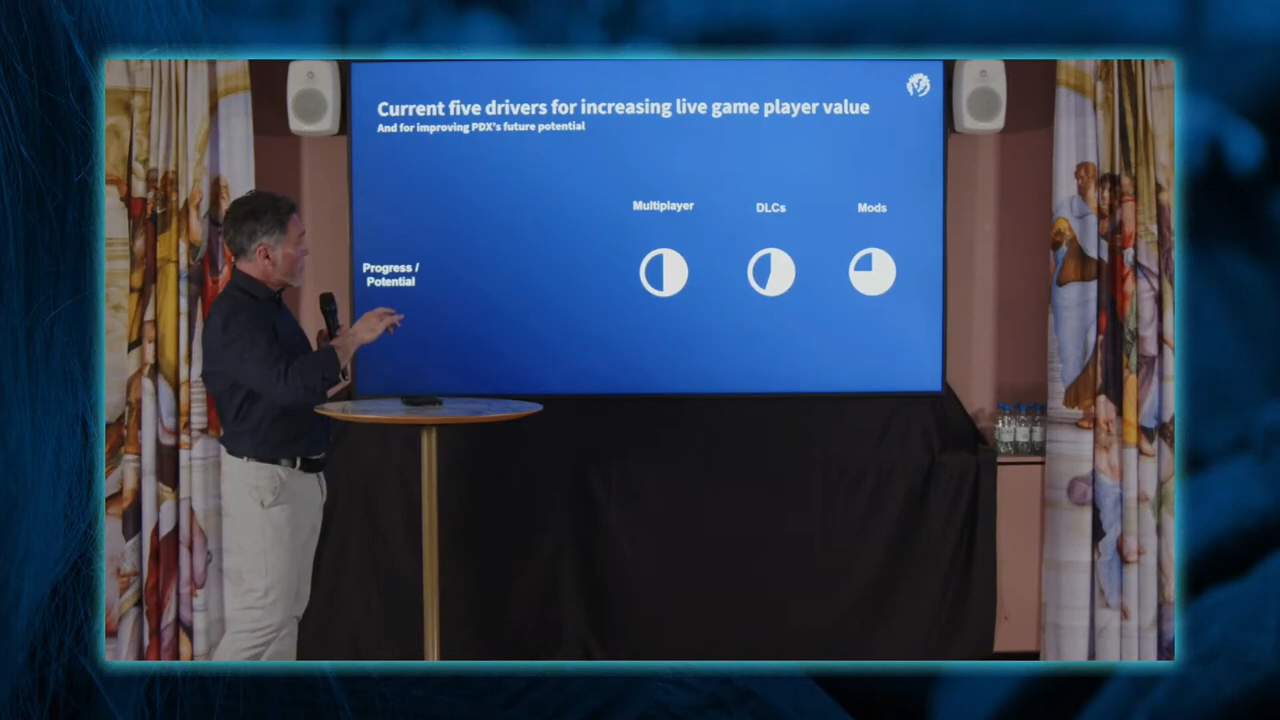 Current five drivers for increasing live game player value
And for improving PDX's future potential
Multiplayer
DLCs
Mods
Progress /
Potential